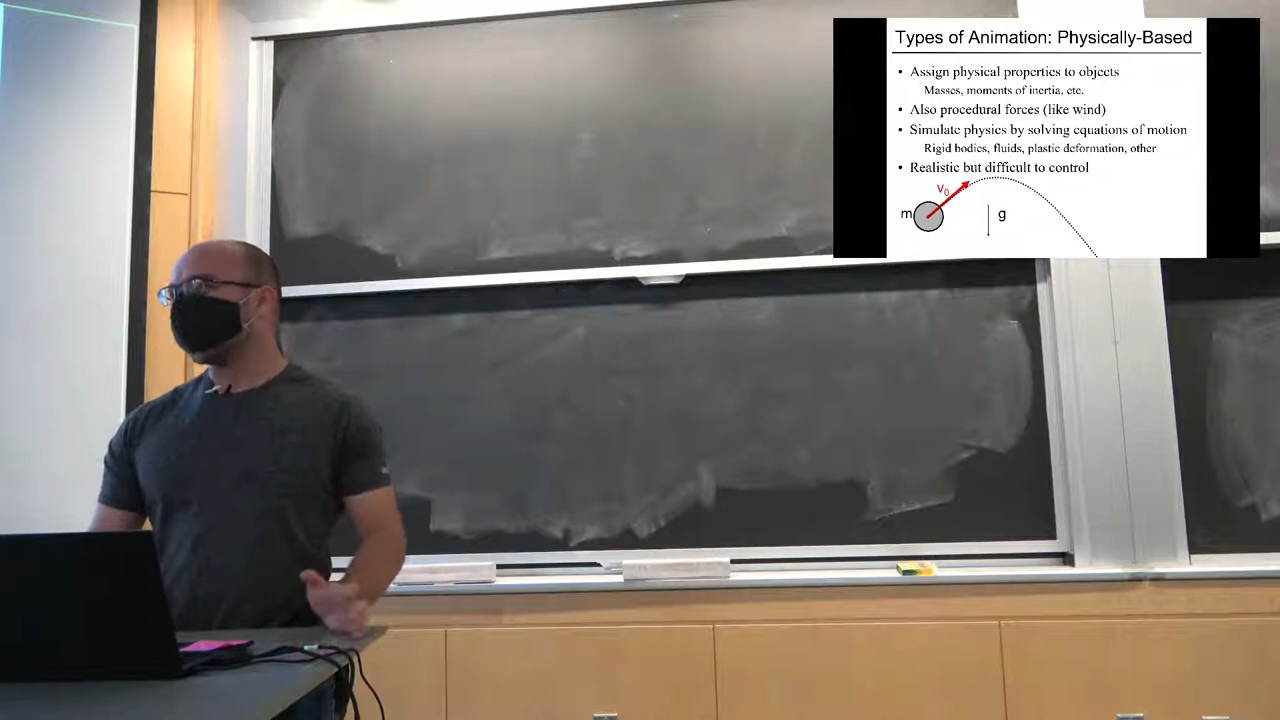 Types of Animation: Physically-Based
• Assign physical properties to objects
Masses, moments of inertia, etc.
• Also procedural forces (like wind)
• Simulate physics by solving equations of motion
Rigid bodies, fluids, plastic deformation, other
• Realistic but difficult to control
v₀
m
g